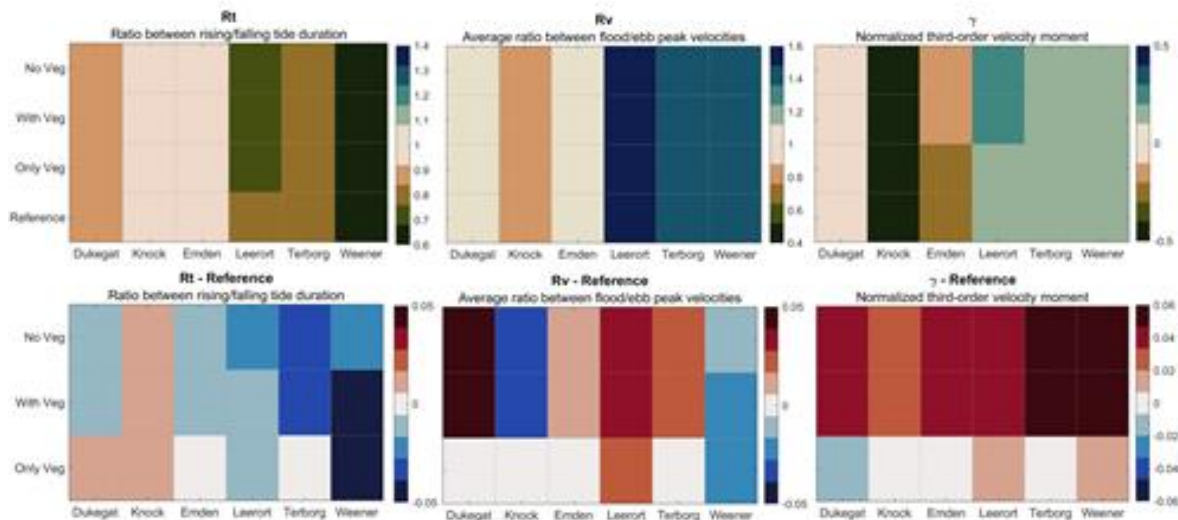 Rt
Ratio between rising/falling tide duration
No Veg
With Veg
Only Veg
Reference
Dukegat Knock Emden Leerort Terborg Weener
1.4
1.3
1.2
1.1
1
0.9
0.8
0.7
0.6
Rv
Average ratio between flood/ebb peak velocities
Dukegat Knock Emden Leerort Terborg Weener
1.6
1.4
1.2
1
0.8
0.6
0.4
γ
Normalized third-order velocity moment
Dukegat Knock Emden Leerort Terborg Weener
0.5
0
-0.5
Rt - Reference
Ratio between rising/falling tide duration
No Veg
With Veg
Only Veg
Dukegat Knock Emden Leerort Terborg Weener
0.05
0
-0.05
Rv - Reference
Average ratio between flood/ebb peak velocities
Dukegat Knock Emden Leerort Terborg Weener
0.05
0
-0.05
γ - Reference
Normalized third-order velocity moment
Dukegat Knock Emden Leerort Terborg Weener
0.06
0.04
0.02
0
-0.02
-0.04
-0.06